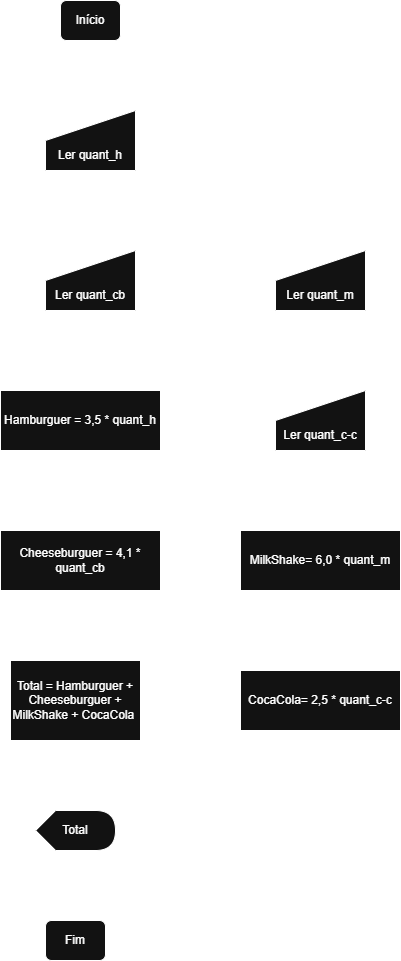 Início
Ler quant_h
Ler quant_cb
Ler quant_m
Hamburguer = 3,5 * quant_h
Ler quant_c-c
Cheeseburguer = 4,1 *
quant_cb
MilkShake= 6,0 * quant_m
Total = Hamburguer +
Cheeseburguer +
MilkShake + CocaCola
CocaCola= 2,5 * quant_c-c
Total
Fim